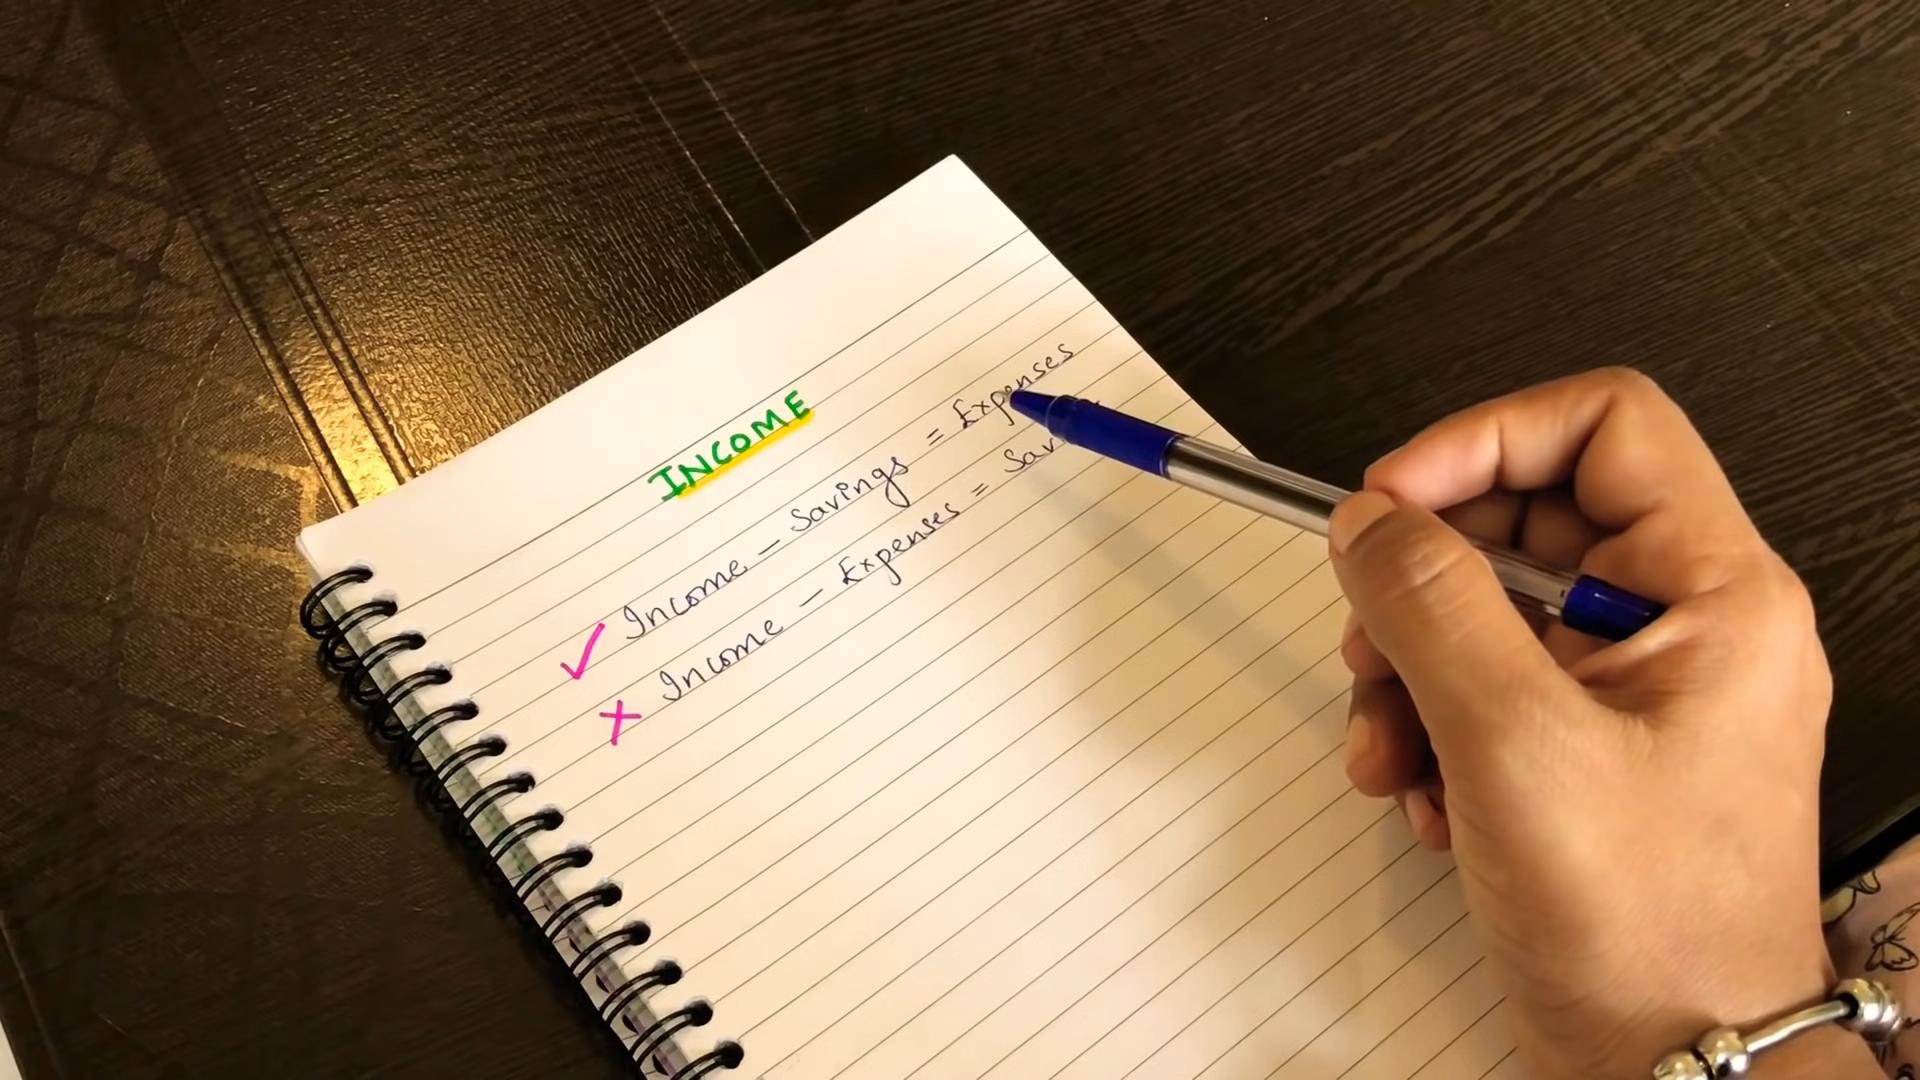 INCOME
✓ Income - Savings = Expenses
× Income - Expenses =